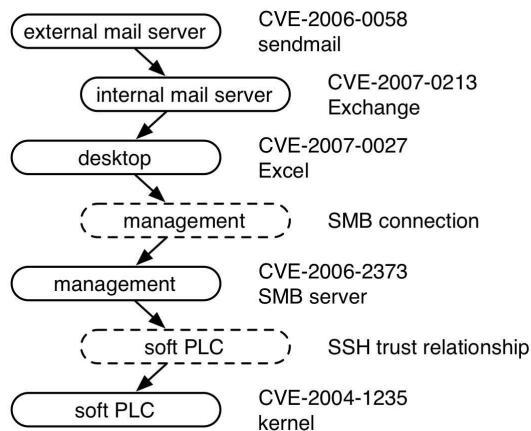 external mail server
CVE-2006-0058
sendmail
internal mail server
CVE-2007-0213
Exchange
desktop
CVE-2007-0027
Excel
management
SMB connection
management
CVE-2006-2373
SMB server
soft PLC
SSH trust relationship
soft PLC
CVE-2004-1235
kernel